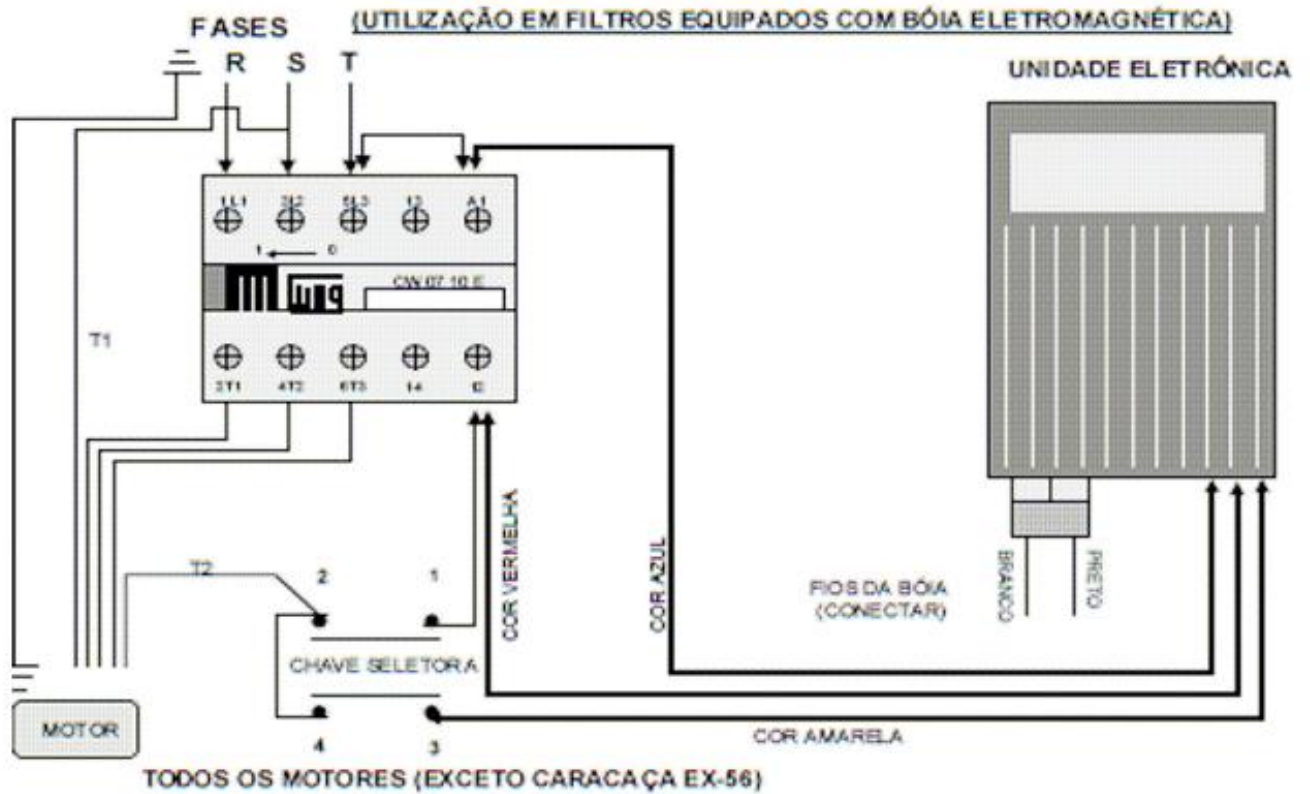 (UTILIZAÇÃO EM FILTROS EQUIPADOS COM BÓIA ELETROMAGNÉTICA)
FASES
R S T
UNIDADE ELETRÔNICA
1L1 3L2 5L3 13 A1
1 0
CW 07 10 E
T1
2T1 4T2 6T3 14
COR VERMELHA
COR AZUL
FIOS DA BÓIA
(CONECTAR)
BRANCO
PRETO
T2
2 1
CHAVE SELETORA
4 3
MOTOR
COR AMARELA
TODOS OS MOTORES (EXCETO CARACAÇA EX-56)